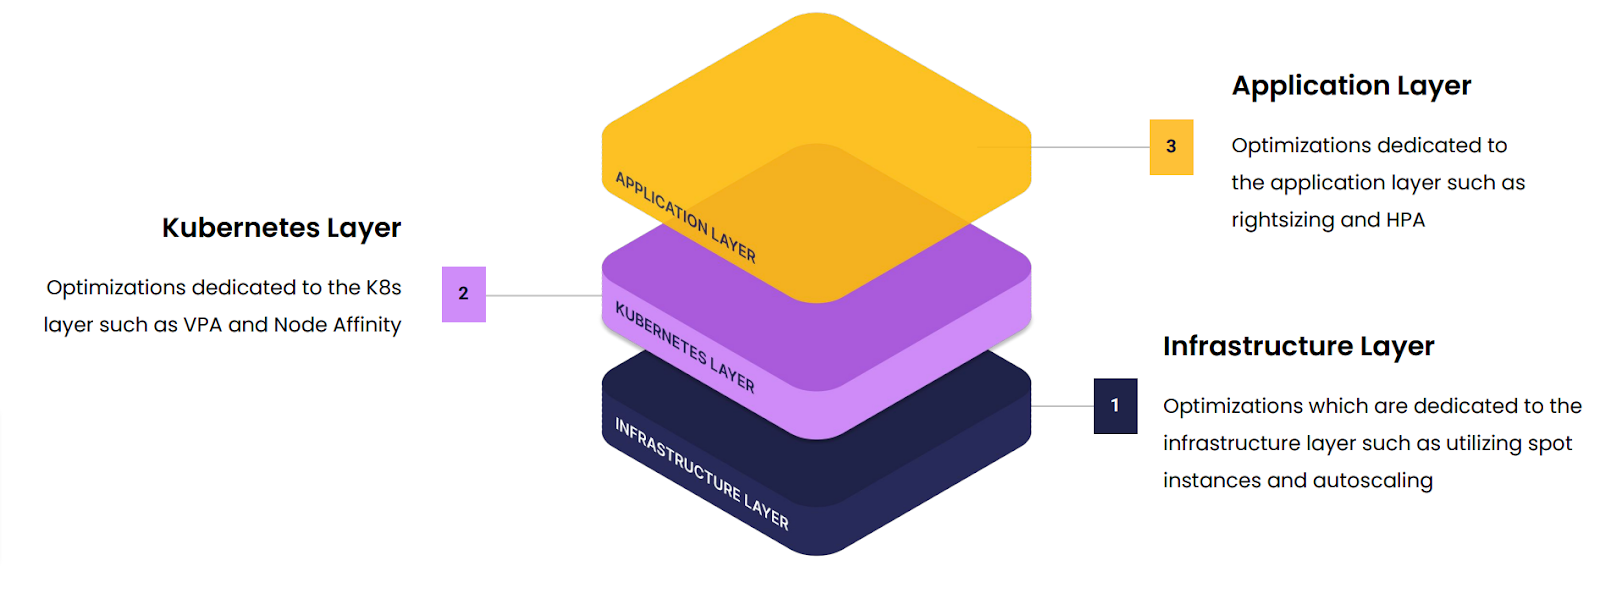 Application Layer
3
Optimizations dedicated to
the application layer such as
rightsizing and HPA
APPLICATION LAYER
Kubernetes Layer
2
Optimizations dedicated to the K8s
layer such as VPA and Node Affinity
KUBERNETES LAYER
Infrastructure Layer
1
Optimizations which are dedicated to the
infrastructure layer such as utilizing spot
instances and autoscaling
INFRASTRUCTURE LAYER